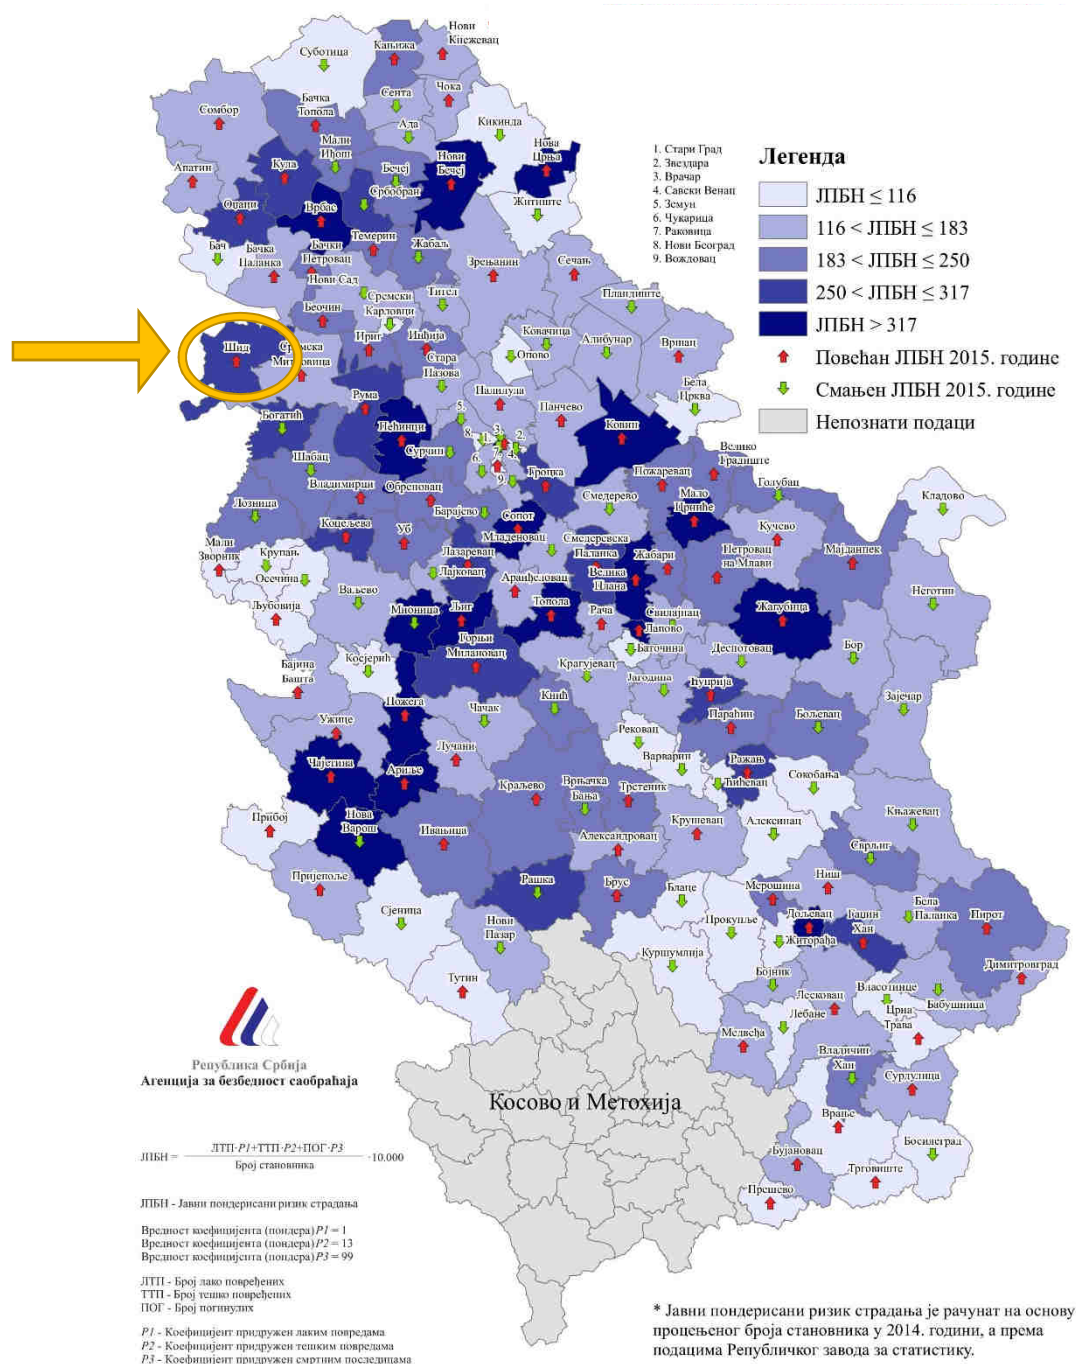 Нови
Кнежевац
Суботица
Кањижа
Чока
Сента
Сомбор
Бачка
Топола
Ада
Кикинда
Мали
Иђош
Нова
Црња
Апатин
Кула
Бечеј
Нови
Бечеј
Србобран
Житиште
Оџаци
Врбас
Темерин
Жабаљ
Бач
Бачка
Паланка
Бачки
Петровац
Зрењанин
Сечањ
Нови Сад
Сремски
Карловци
Тител
Пландиште
Беочин
Ириг
Инђија
Ковачица
Опово
Алибунар
Вршац
Шид
Сремска
Митровица
Стара
Пазова
Бела
Црква
Рума
Палилула
Панчево
Богатић
Пећинци
Ковин
5.
8.
1.
3.
2.
7.
4.
6.
9.
Сурчин
Велико
Градиште
Шабац
Гроцка
Пожаревац
Голубац
Владимирци
Обреновац
Мало
Црниће
Кладово
Лозница
Барајево
Сопот
Смедерево
Коцељева
Уб
Младеновац
Кучево
Мали
Зворник
Крупањ
Лазаревац
Смедеревска
Паланка
Жабари
Петровац
на Млави
Мајданпек
Осечина
Лајковац
Аранђеловац
Велика
Плана
Ваљево
Неготин
Љубовија
Мионица
Љиг
Топола
Рача
Свилајнац
Жагубица
Лапово
Баточина
Горњи
Милановац
Косјерић
Крагујевац
Деспотовац
Бор
Бајина
Башта
Јагодина
Ћуприја
Пожега
Чачак
Кнић
Параћин
Бољевац
Зајечар
Ужице
Рековац
Лучани
Варварин
Ражањ
Чајетина
Ариље
Ћићевац
Сокобања
Краљево
Врњачка
Бања
Трстеник
Прибој
Нова
Варош
Ивањица
Крушевац
Алексинац
Књажевац
Александровац
Сврљиг
Пријепоље
Рашка
Брус
Блаце
Мерошина
Ниш
Бела
Паланка
Сјеница
Нови
Пазар
Прокупље
Дољевац
Гаџин
Хан
Пирот
Житорађа
Куршумлија
Бојник
Димитровград
Тутин
Власотинце
Бабушница
Лесковац
Лебане
Црна
Трава
Медвеђа
Владичин
Хан
Сурдулица
Врање
Босилеград
Бујановац
Трговиште
Прешево
Косово и Метохија
1. Стари Град
2. Звездара
3. Врачар
4. Савски Венац
5. Земун
6. Чукарица
7. Раковица
8. Нови Београд
9. Вождовац
Легенда
ЈПБН ≤ 116
116 < ЈПБН ≤ 183
183 < ЈПБН ≤ 250
250 < ЈПБН ≤ 317
ЈПБН > 317
Повећан ЈПБН 2015. године
Смањен ЈПБН 2015. године
Непознати подаци
Република Србија
Агенција за безбедност саобраћаја
ЈПБН = ЛТП·P1+ТТП·P2+ПОГ·P3
Број становника
·10.000
ЈПБН - Јавни пондерисани ризик страдања
Вредност коефицијента (пондера) P1 = 1
Вредност коефицијента (пондера) P2 = 13
Вредност коефицијента (пондера) P3 = 99
ЛТП - Број лако повређених
ТТП - Број тешко повређених
ПОГ - Број погинулих
P1 - Коефицијент придружен лаким повредама
P2 - Коефицијент придружен тешким повредама
P3 - Коефицијент придружен смртним последицама
* Јавни пондерисани ризик страдања је рачунат на основу
процењеног броја становника у 2014. години, а према
подацима Републичког завода за статистику.